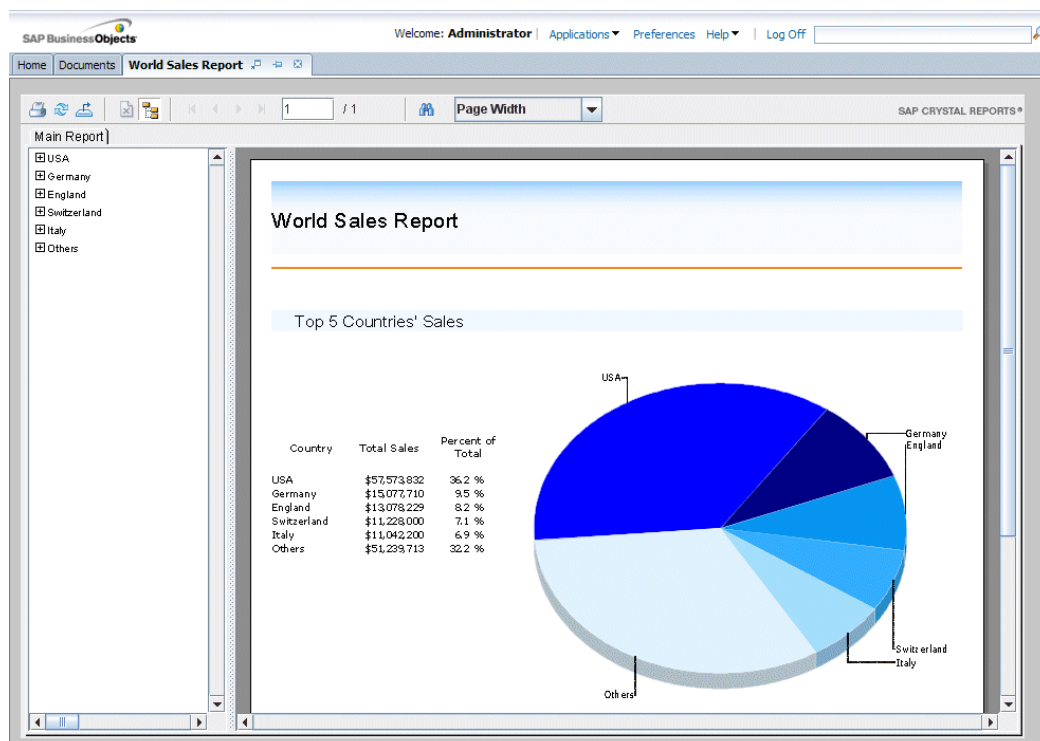 SAP BusinessObjects
Welcome: Administrator | Applications Preferences Help | Log Off
Home Documents World Sales Report
1 / 1 Page Width SAP CRYSTAL REPORTS®
Main Report
USA
Germany
England
Switzerland
Italy
Others
World Sales Report
Top 5 Countries' Sales
Country Total Sales Percent of Total
USA $57,573,832 36.2 %
Germany $15,077,710 9.5 %
England $13,078,229 8.2 %
Switzerland $11,228,000 7.1 %
Italy $11,042,200 6.9 %
Others $51,239,713 32.2 %
USA
Germany
England
Switzerland
Italy
Others